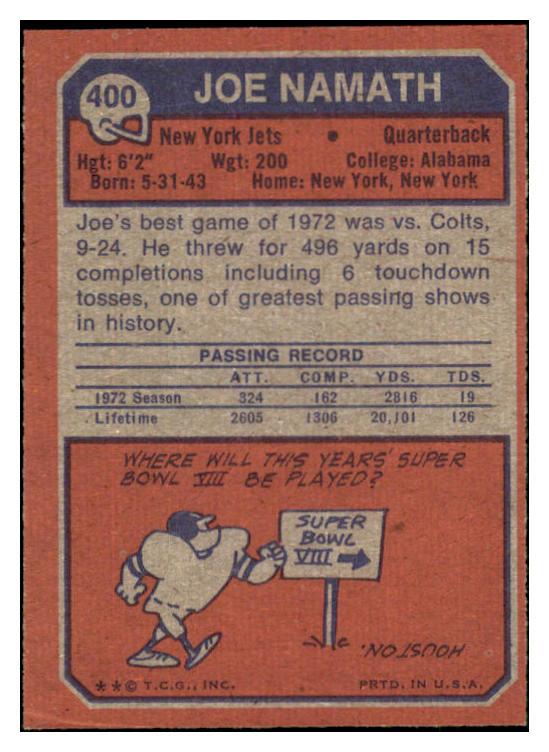 400
JOE NAMATH
New York Jets • Quarterback
Hgt: 6'2" Wgt: 200 College: Alabama
Born: 5-31-43 Home: New York, New York
Joe's best game of 1972 was vs. Colts,
9-24. He threw for 496 yards on 15
completions including 6 touchdown
tosses, one of greatest passing shows
in history.
PASSING RECORD
ATT. COMP. YDS. TDS.
1972 Season 324 162 2816 19
Lifetime 2605 1306 20,101 126
WHERE WILL THIS YEARS' SUPER
BOWL VIII BE PLAYED?
SUPER
BOWL
VIII
HOUSTON.
**© T.C.G., INC. PRTD. IN U.S.A.